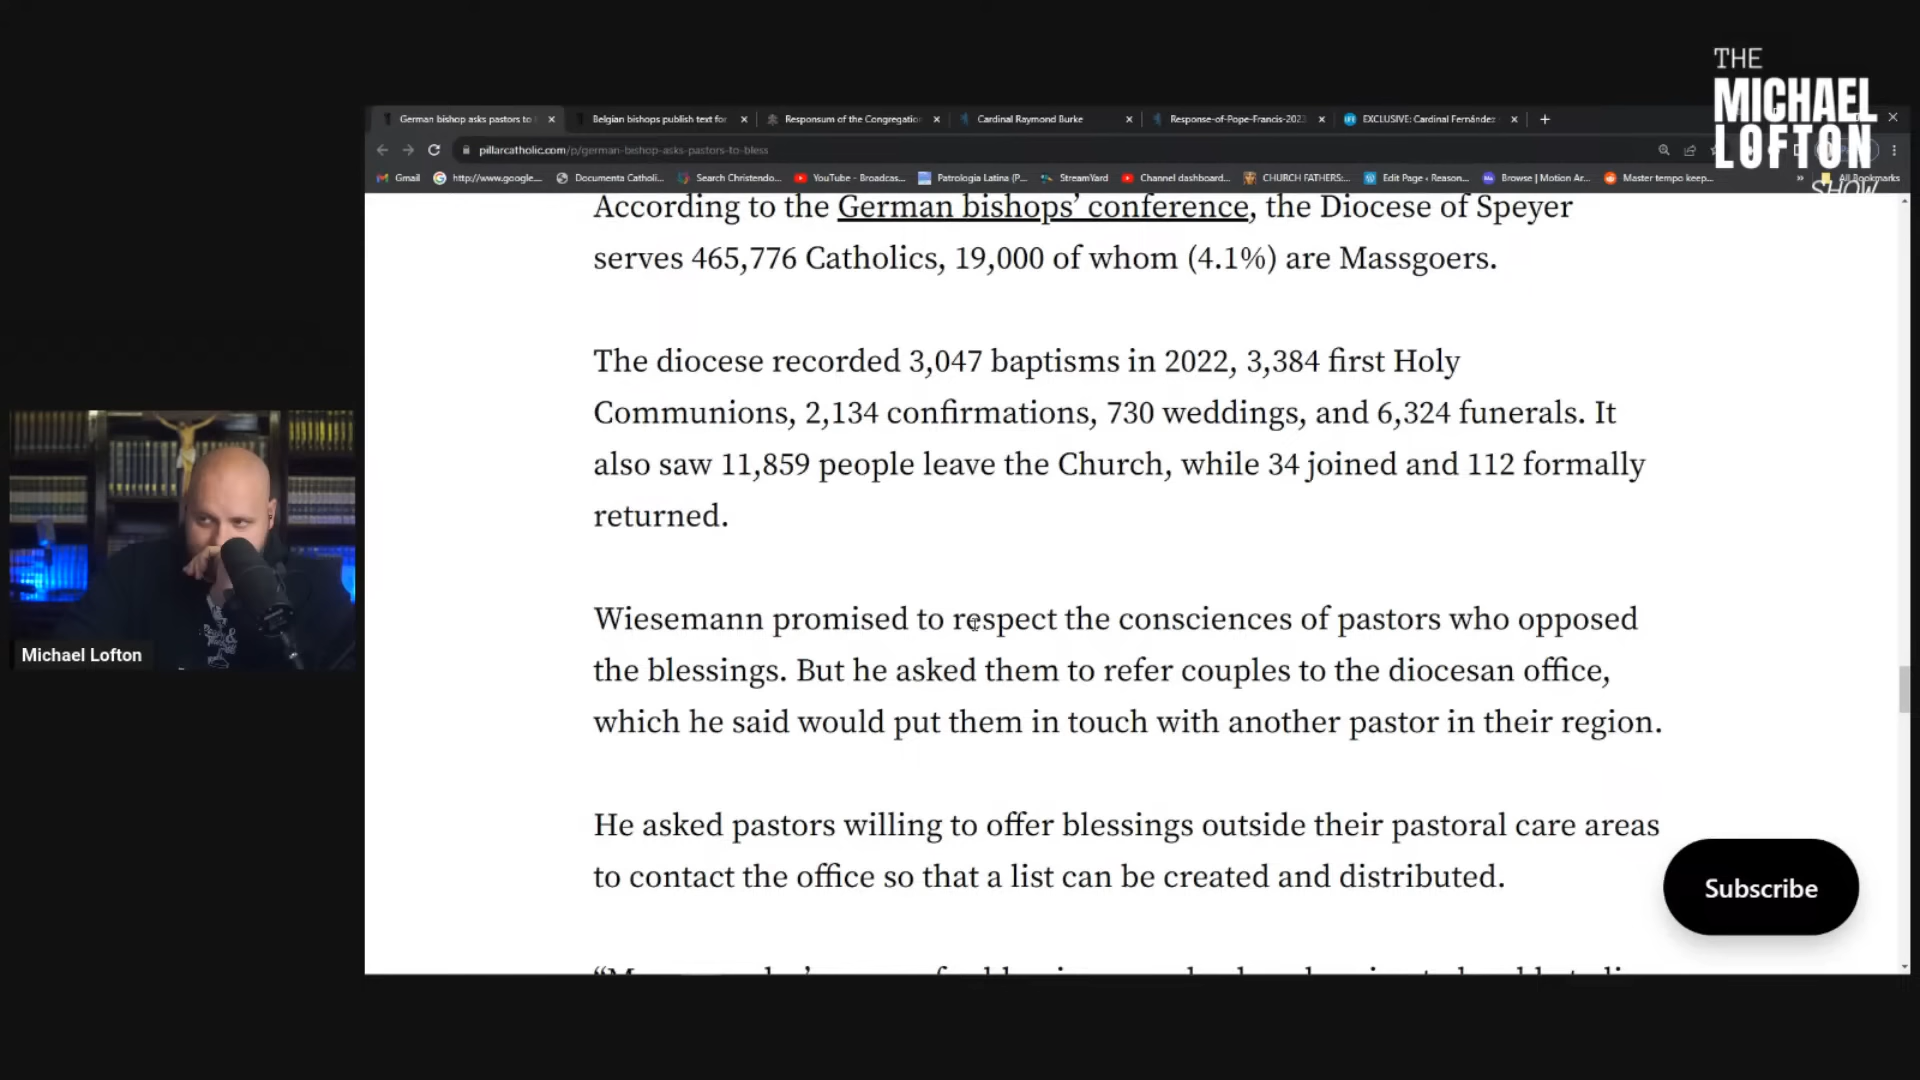 THE
MICHAEL
LOFTON
SHOW
German bishop asks pastors to
Belgian bishops publish text for
Responsum of the Congregation
Cardinal Raymond Burke
Response-of-Pope-Francis-202
EXCLUSIVE: Cardinal Fernández
pillarcatholic.com/p/german-bishop-asks-pastors-to-bless
Gmail
http://www.google...
Documenta Catholi...
Search Christendo...
YouTube - Broadcas...
Patrologia Latina (P...
StreamYard
Channel dashboard...
CHURCH FATHERS:...
Edit Page ‹ Reason...
Browse | Motion Ar...
Master tempo keep...
»
All Bookmarks
According to the German bishops’ conference, the Diocese of Speyer
serves 465,776 Catholics, 19,000 of whom (4.1%) are Massgoers.
The diocese recorded 3,047 baptisms in 2022, 3,384 first Holy
Communions, 2,134 confirmations, 730 weddings, and 6,324 funerals. It
also saw 11,859 people leave the Church, while 34 joined and 112 formally
returned.
Wiesemann promised to respect the consciences of pastors who opposed
the blessings. But he asked them to refer couples to the diocesan office,
which he said would put them in touch with another pastor in their region.
He asked pastors willing to offer blessings outside their pastoral care areas
to contact the office so that a list can be created and distributed.
Subscribe
Michael Lofton